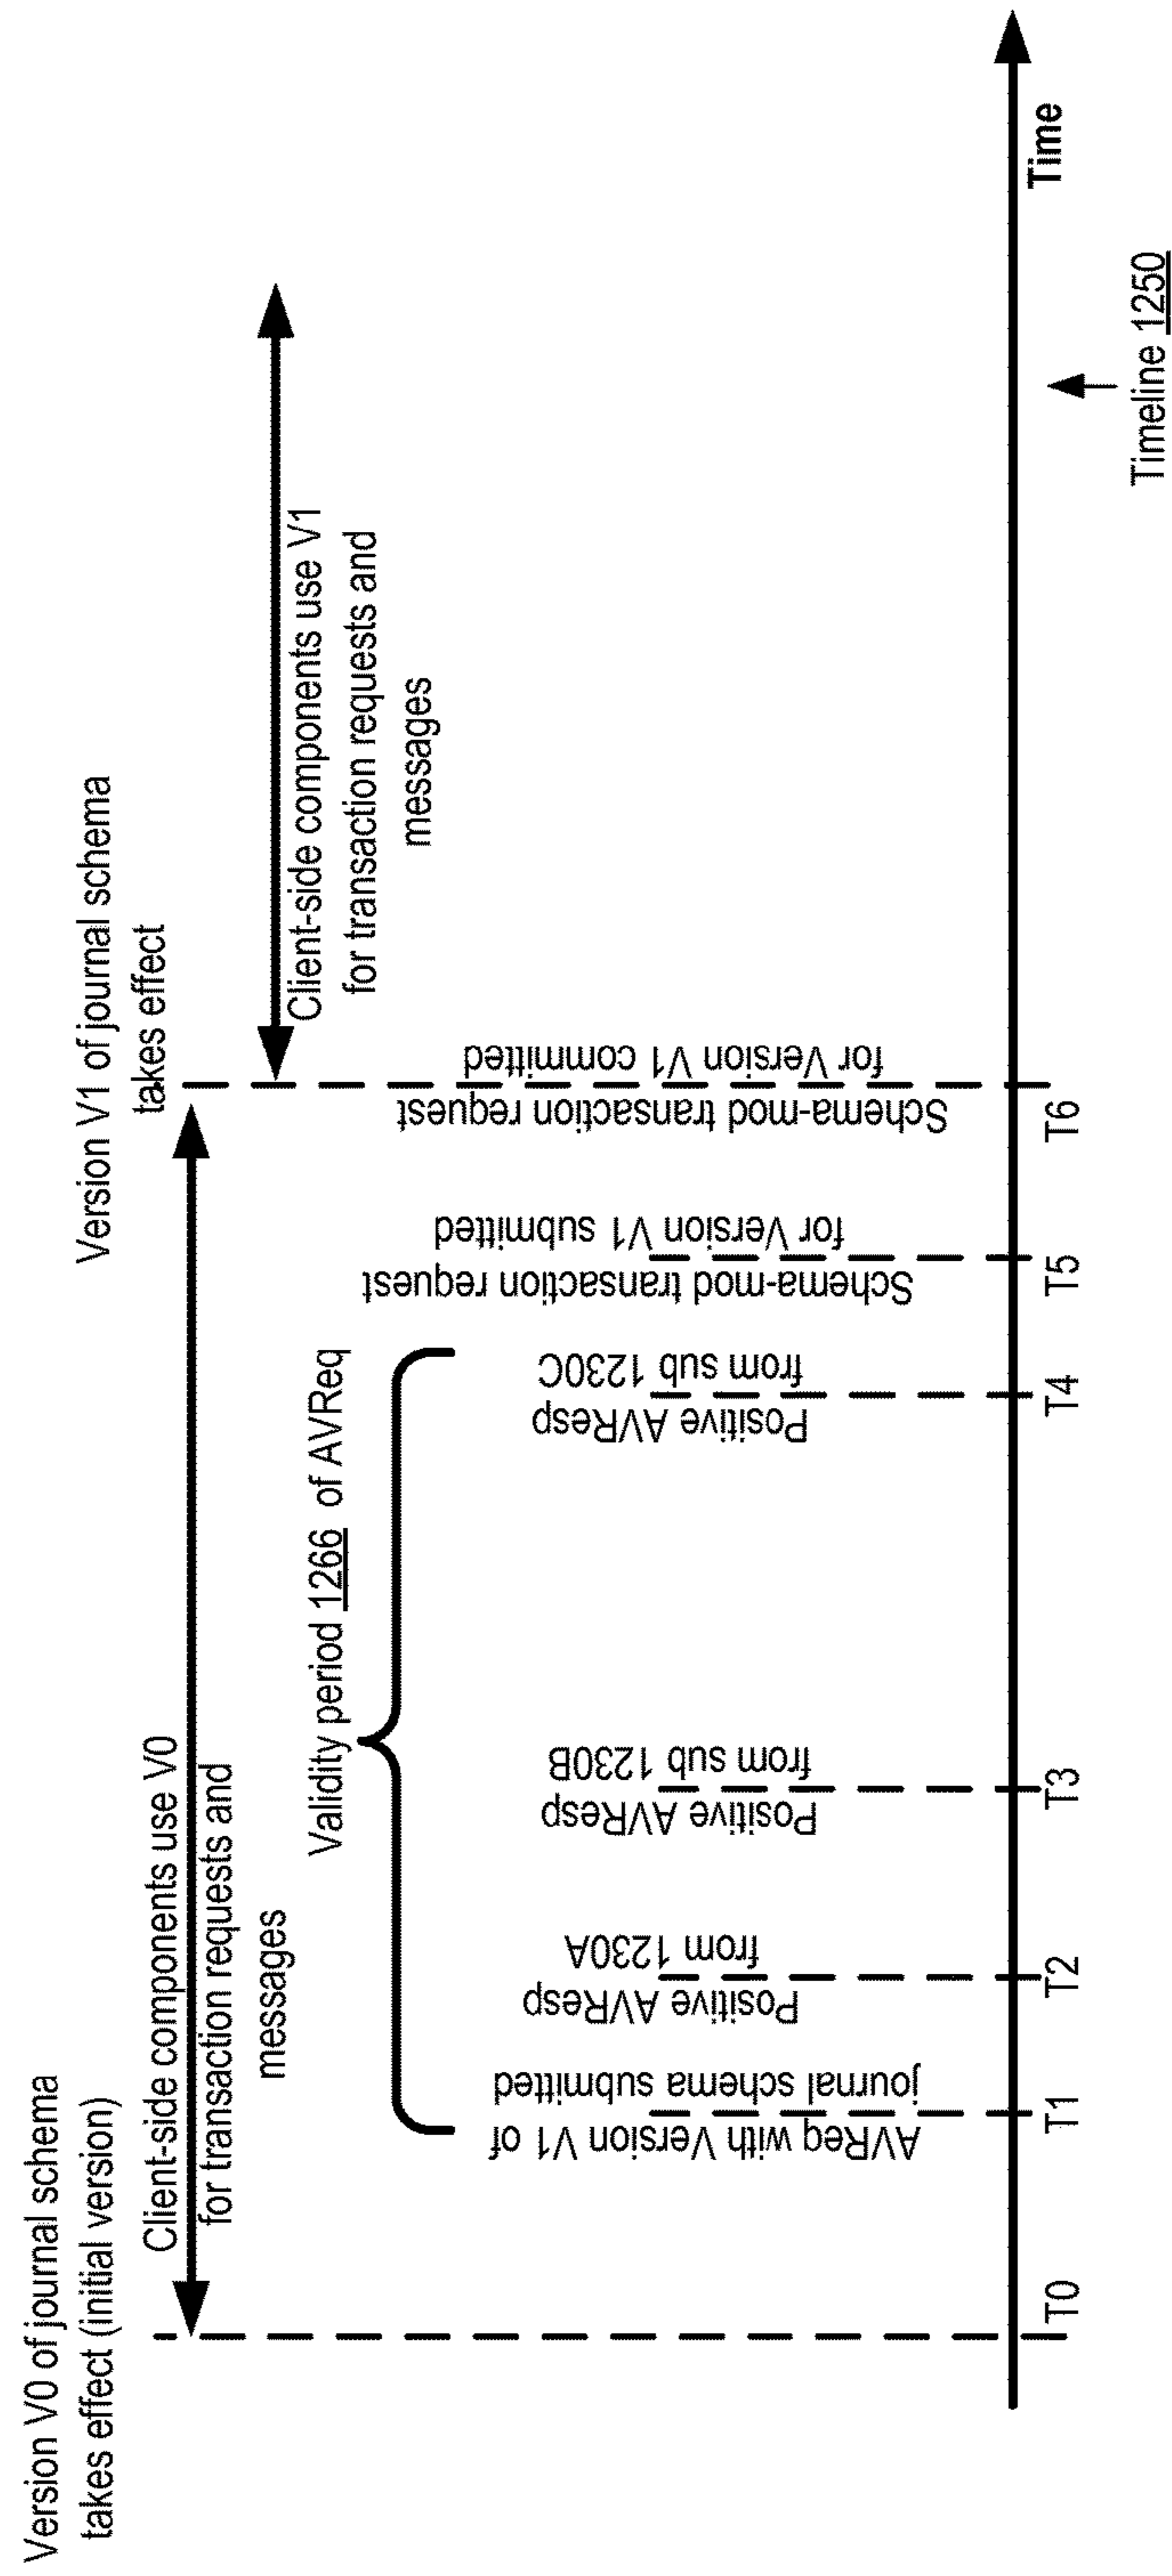 Version V0 of journal schema
takes effect (initial version)
Client-side components use V0
for transaction requests and
messages
Version V1 of journal schema
takes effect
Client-side components use V1
for transaction requests and
messages
Validity period 1266 of AVReq
AVReq with Version V1 of
journal schema submitted
Positive AVResp
from 1230A
Positive AVResp
from sub 1230B
Positive AVResp
from sub 1230C
Schema-mod transaction request
for Version V1 submitted
Schema-mod transaction request
for Version V1 committed
T0
T1
T2
T3
T4
T5
T6
Time
Timeline 1250